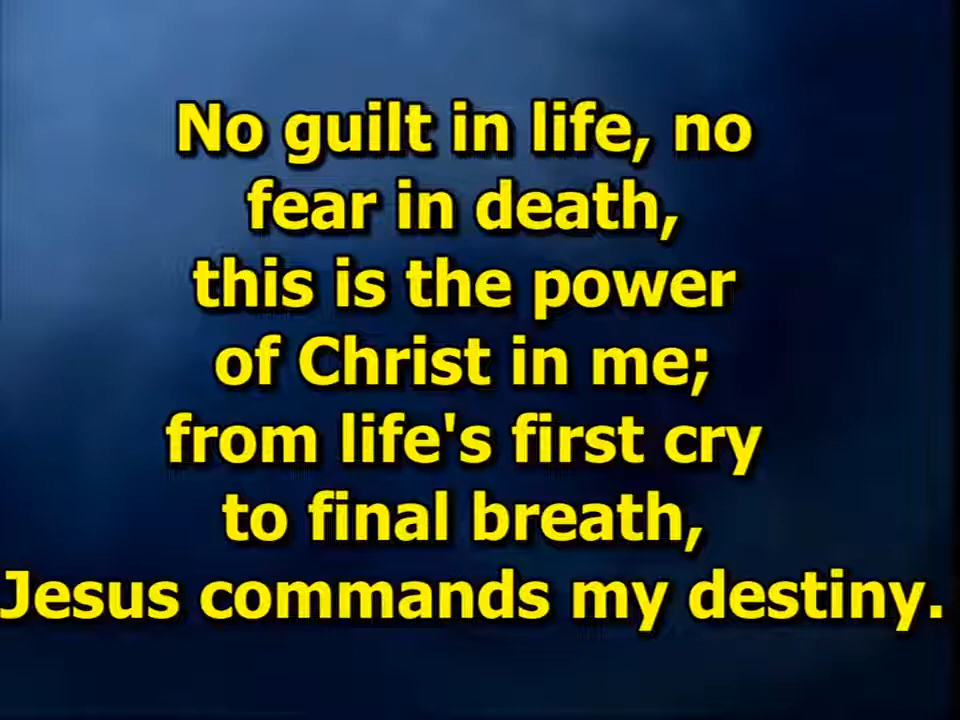 No guilt in life, no
fear in death,
this is the power
of Christ in me;
from life's first cry
to final breath,
Jesus commands my destiny.